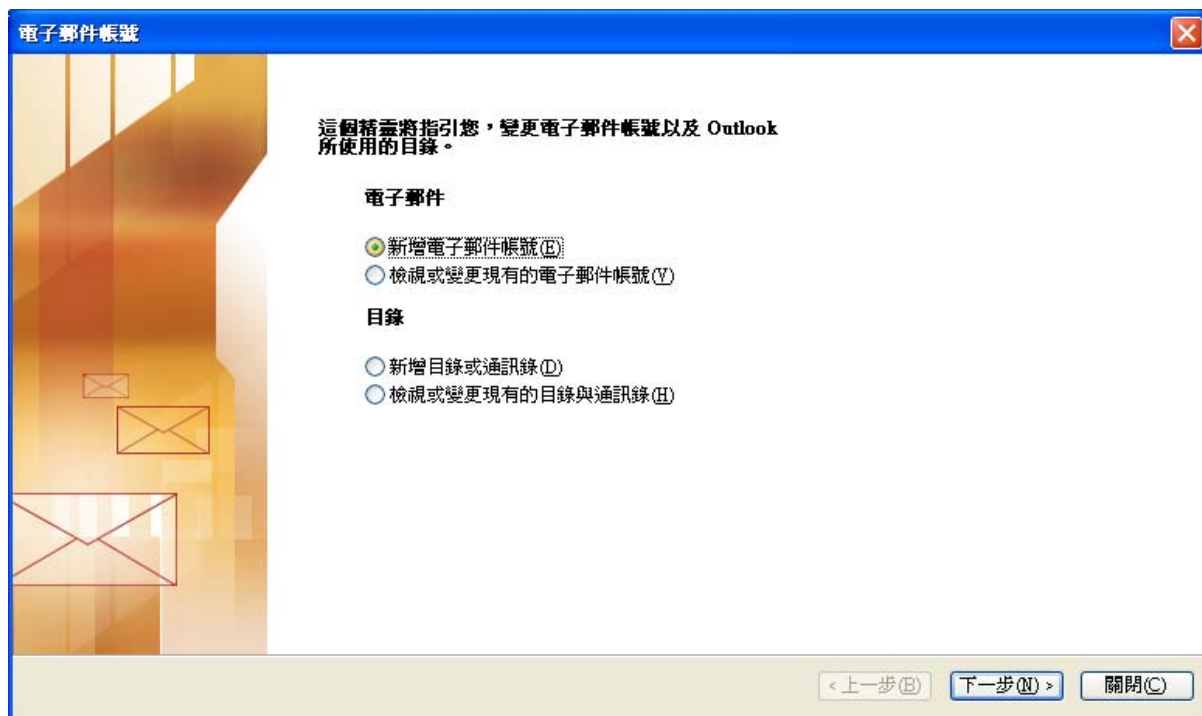 電子郵件帳號
這個精靈將指引您，變更電子郵件帳號以及 Outlook
所使用的目錄。
電子郵件
新增電子郵件帳號(E)
檢視或變更現有的電子郵件帳號(V)
目錄
新增目錄或通訊錄(D)
檢視或變更現有的目錄與通訊錄(H)
<上一步(B) 下一步(N)> 關閉(C)